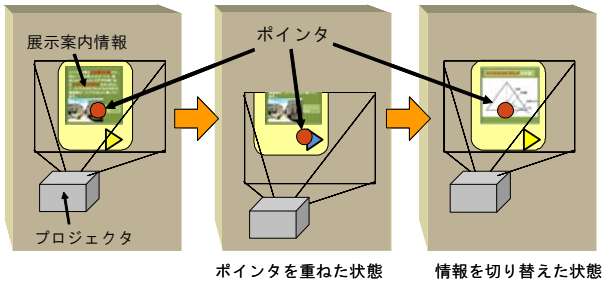 展示案内情報
ポインタ
プロジェクタ
ポインタを重ねた状態
情報を切り替えた状態